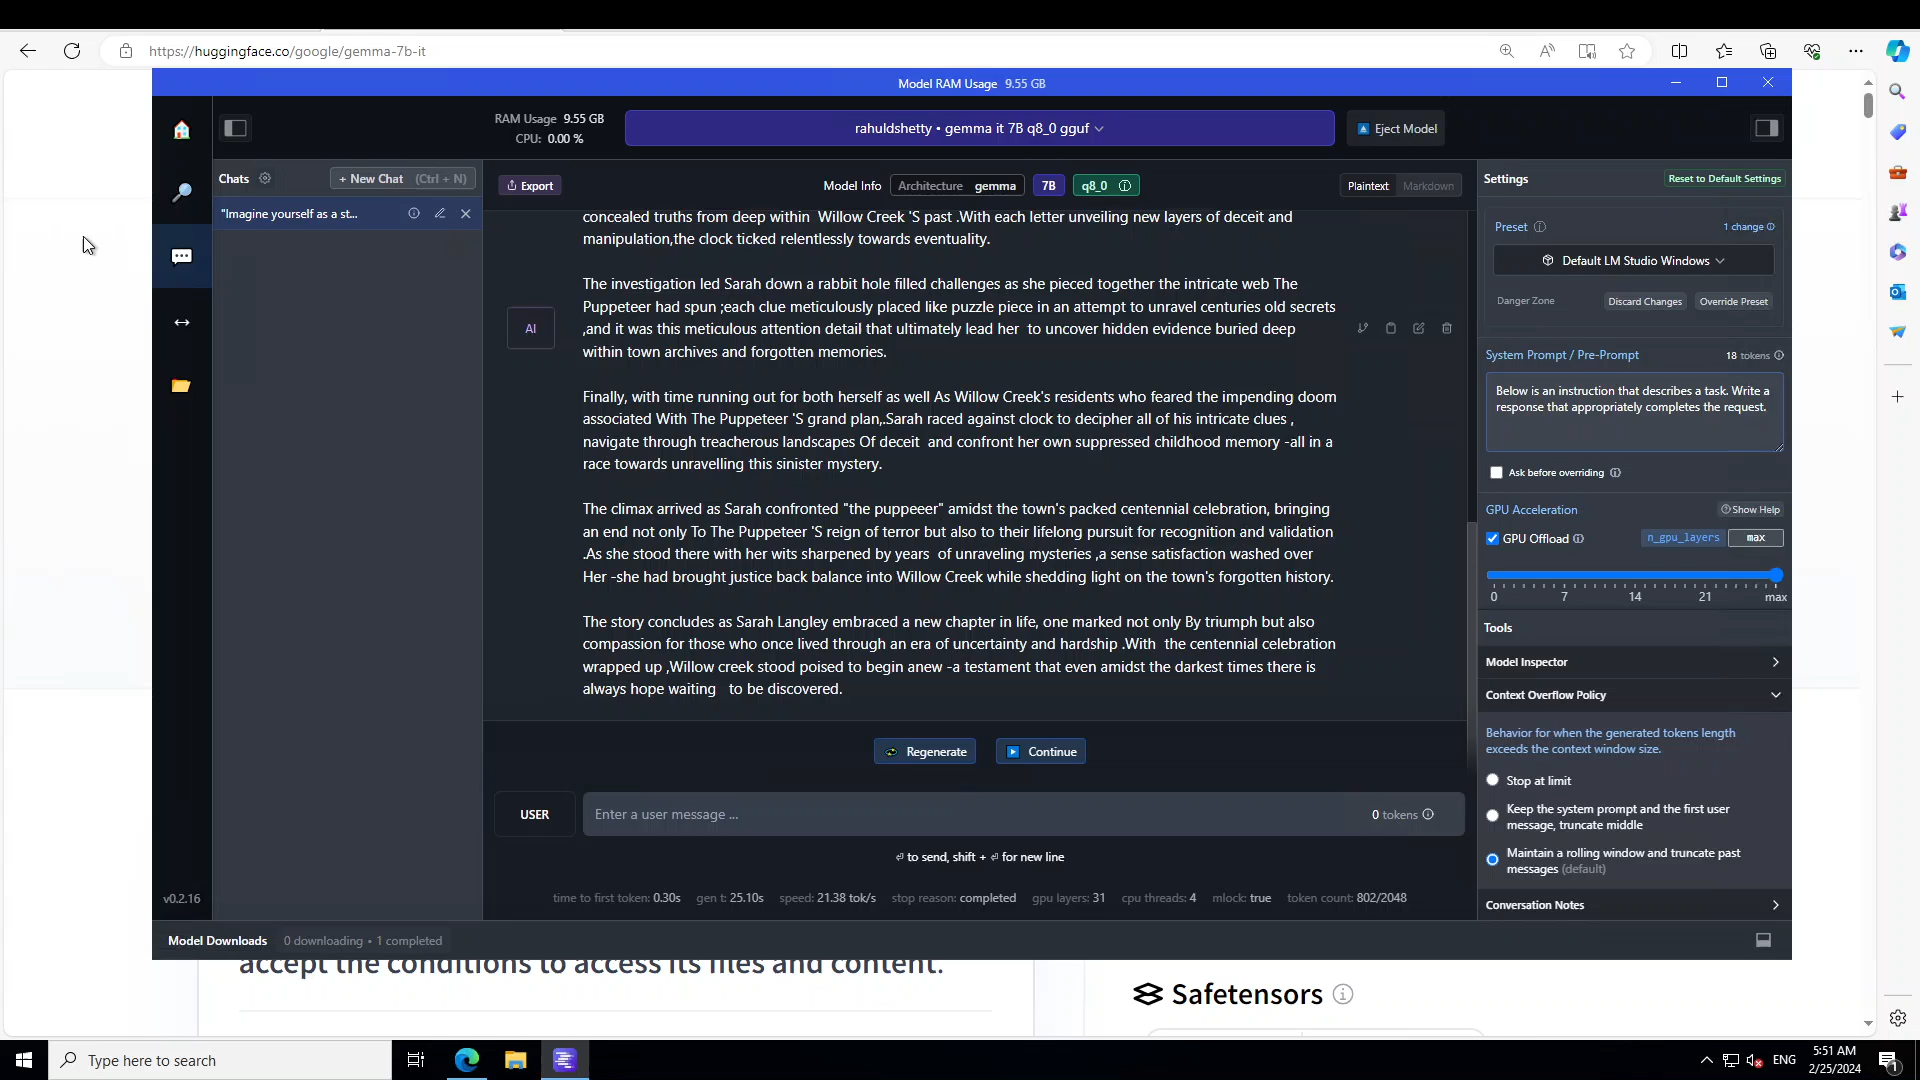 https://huggingface.co/google/gemma-7b-it
Model RAM Usage 9.55 GB
RAM Usage 9.55 GB
CPU: 0.00 %
rahuldshetty • gemma it 7B q8_0 gguf
Eject Model
Chats
+ New Chat (Ctrl + N)
Export
Model Info
Architecture gemma
7B
q8_0
Plaintext
Markdown
Settings
Reset to Default Settings
"Imagine yourself as a st...
Preset
1 change
Default LM Studio Windows
Danger Zone
Discard Changes
Override Preset
concealed truths from deep within Willow Creek 'S past .With each letter unveiling new layers of deceit and
manipulation,the clock ticked relentlessly towards eventuality.
AI
The investigation led Sarah down a rabbit hole filled challenges as she pieced together the intricate web The
Puppeteer had spun ;each clue meticulously placed like puzzle piece in an attempt to unravel centuries old secrets
,and it was this meticulous attention detail that ultimately lead her to uncover hidden evidence buried deep
within town archives and forgotten memories.
Finally, with time running out for both herself as well As Willow Creek's residents who feared the impending doom
associated With The Puppeteer 'S grand plan,.Sarah raced against clock to decipher all of his intricate clues ,
navigate through treacherous landscapes Of deceit and confront her own suppressed childhood memory -all in a
race towards unravelling this sinister mystery.
The climax arrived as Sarah confronted "the puppeeer" amidst the town's packed centennial celebration, bringing
an end not only To The Puppeteer 'S reign of terror but also to their lifelong pursuit for recognition and validation
.As she stood there with her wits sharpened by years of unraveling mysteries ,a sense satisfaction washed over
Her -she had brought justice back balance into Willow Creek while shedding light on the town's forgotten history.
The story concludes as Sarah Langley embraced a new chapter in life, one marked not only By triumph but also
compassion for those who once lived through an era of uncertainty and hardship .With the centennial celebration
wrapped up ,Willow creek stood poised to begin anew -a testament that even amidst the darkest times there is
always hope waiting to be discovered.
System Prompt / Pre-Prompt
18 tokens
Below is an instruction that describes a task. Write a
response that appropriately completes the request.
Ask before overriding
GPU Acceleration
Show Help
GPU Offload
n_gpu_layers
max
0 7 14 21 max
Tools
Model Inspector
Context Overflow Policy
Behavior for when the generated tokens length
exceeds the context window size.
Stop at limit
Keep the system prompt and the first user
message, truncate middle
Maintain a rolling window and truncate past
messages (default)
Conversation Notes
Regenerate
Continue
USER
Enter a user message ...
0 tokens
⏎ to send, shift + ⏎ for new line
v0.2.16
time to first token: 0.30s gen t: 25.10s speed: 21.38 tok/s stop reason: completed gpu layers: 31 cpu threads: 4 mlock: true token count: 802/2048
Model Downloads 0 downloading • 1 completed
accept the conditions to access its files and content.
Safetensors
Type here to search
ENG
5:51 AM
2/25/2024
1